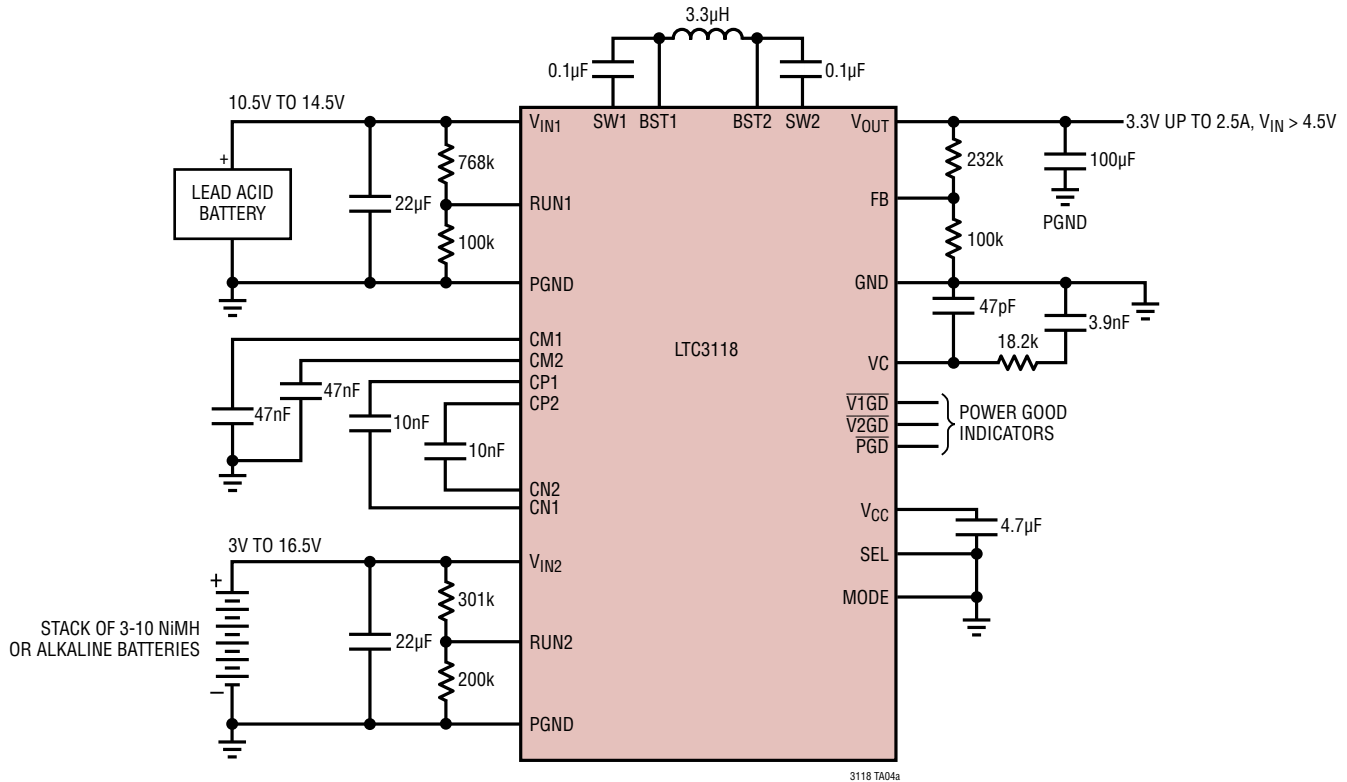 3.3µH
0.1µF
0.1µF
10.5V TO 14.5V
VIN1
SW1
BST1
BST2
SW2
VOUT
3.3V UP TO 2.5A, VIN > 4.5V
+
LEAD ACID
BATTERY
22µF
768k
RUN1
100k
PGND
232k
FB
100k
100µF
PGND
GND
47pF
3.9nF
18.2k
VC
LTC3118
CM1
CM2
CP1
CP2
47nF
47nF
10nF
10nF
CN2
CN1
V1GD
V2GD
PGD
POWER GOOD
INDICATORS
VCC
4.7µF
SEL
MODE
3V TO 16.5V
VIN2
+
STACK OF 3-10 NiMH
OR ALKALINE BATTERIES
–
22µF
301k
RUN2
200k
PGND
3118 TA04a